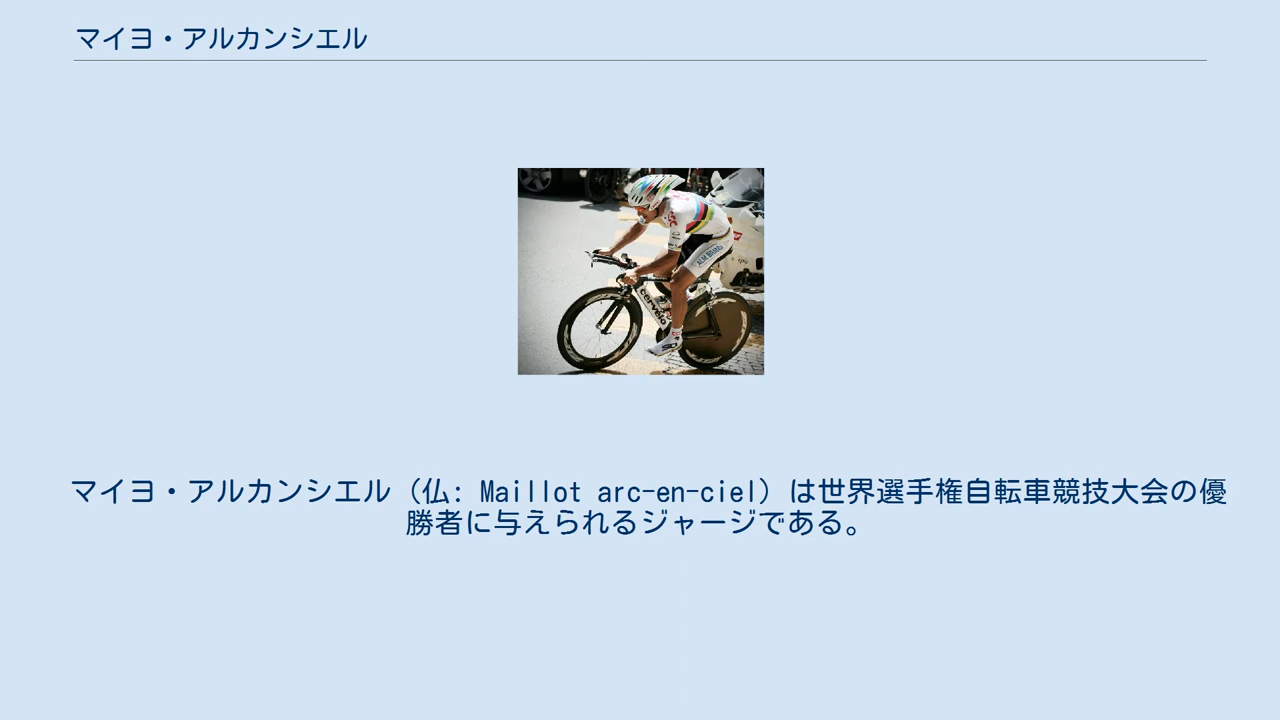 マイヨ・アルカンシエル
cervélo
マイヨ・アルカンシエル（仏: Maillot arc-en-ciel）は世界選手権自転車競技大会の優
勝者に与えられるジャージである。